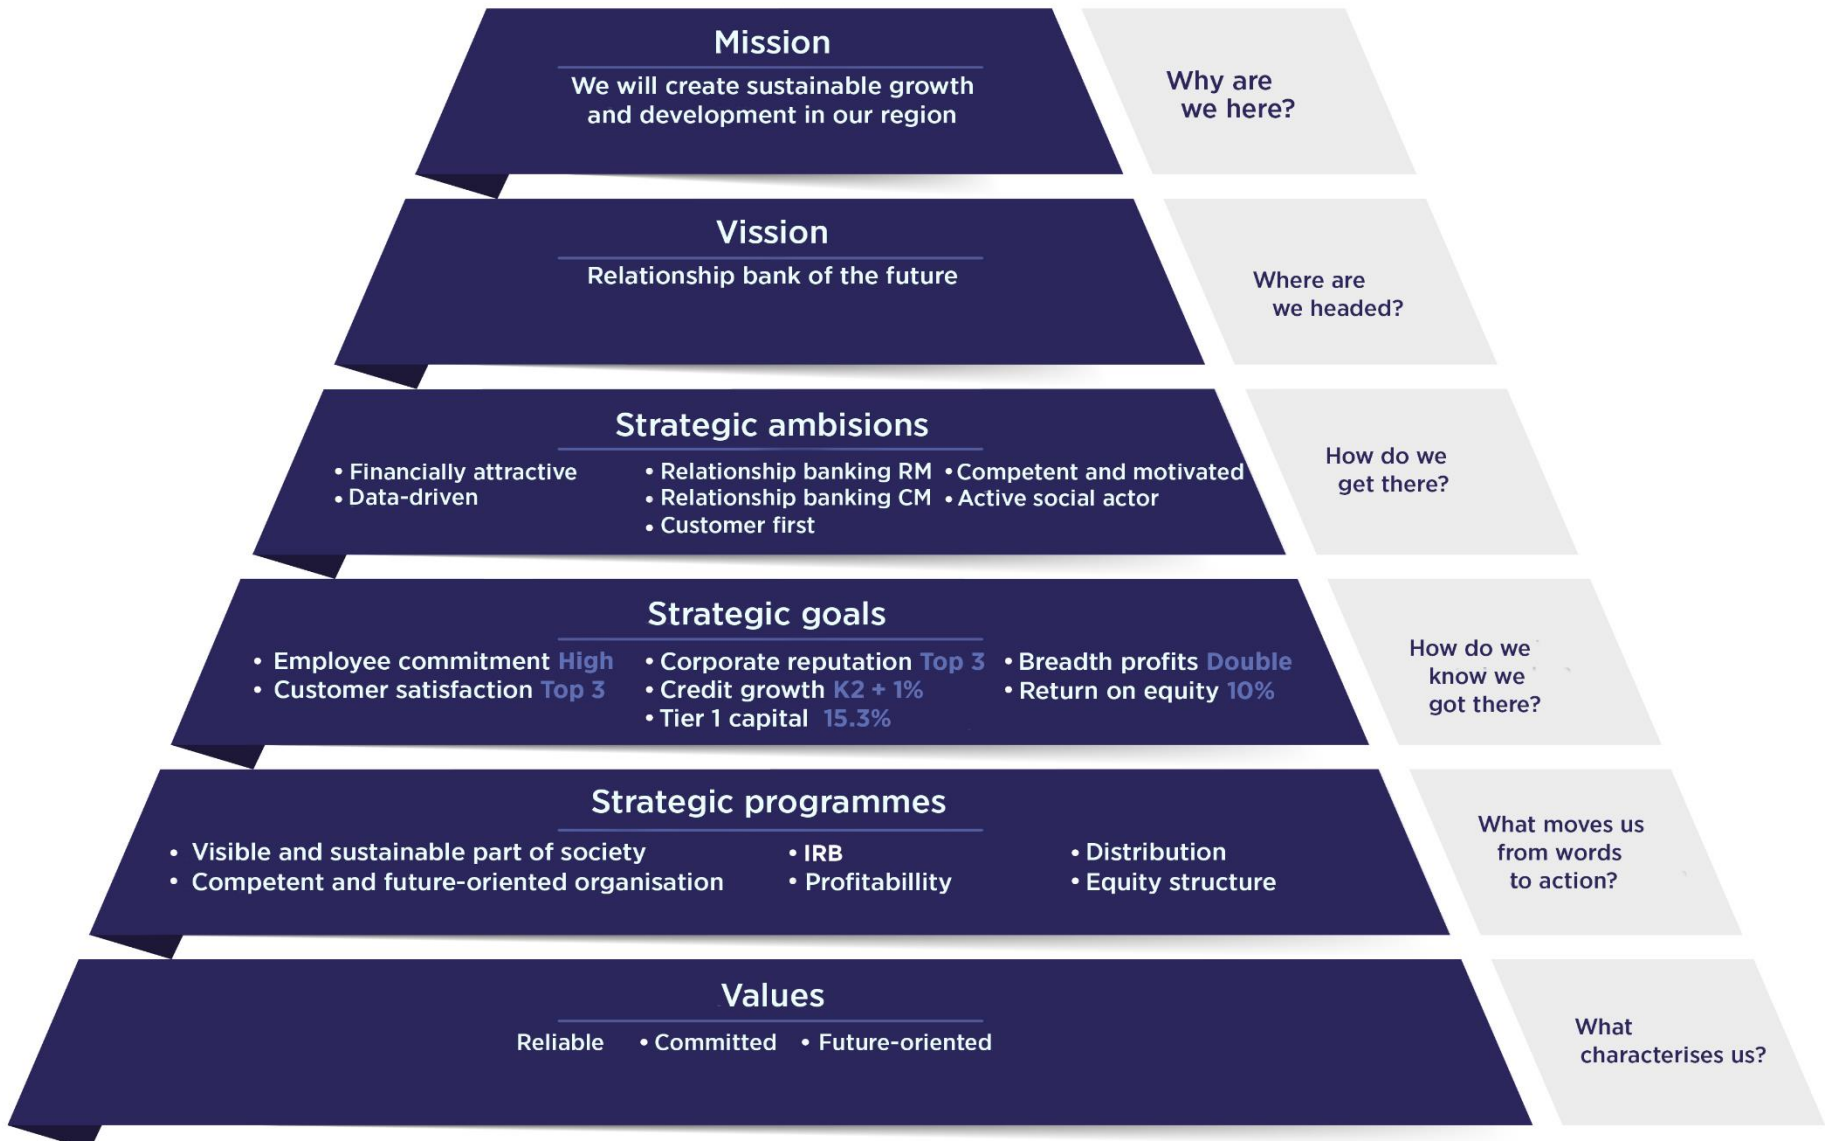 Mission
We will create sustainable growth
and development in our region
Why are
we here?
Vission
Relationship bank of the future
Where are
we headed?
Strategic ambisions
• Financially attractive
• Data-driven
• Relationship banking RM
• Relationship banking CM
• Customer first
• Competent and motivated
• Active social actor
How do we
get there?
Strategic goals
• Employee commitment High
• Customer satisfaction Top 3
• Corporate reputation Top 3
• Credit growth K2 + 1%
• Tier 1 capital 15.3%
• Breadth profits Double
• Return on equity 10%
How do we
know we
got there?
Strategic programmes
• Visible and sustainable part of society
• Competent and future-oriented organisation
• IRB
• Profitabillity
• Distribution
• Equity structure
What moves us
from words
to action?
Values
Reliable • Committed • Future-oriented
What
characterises us?